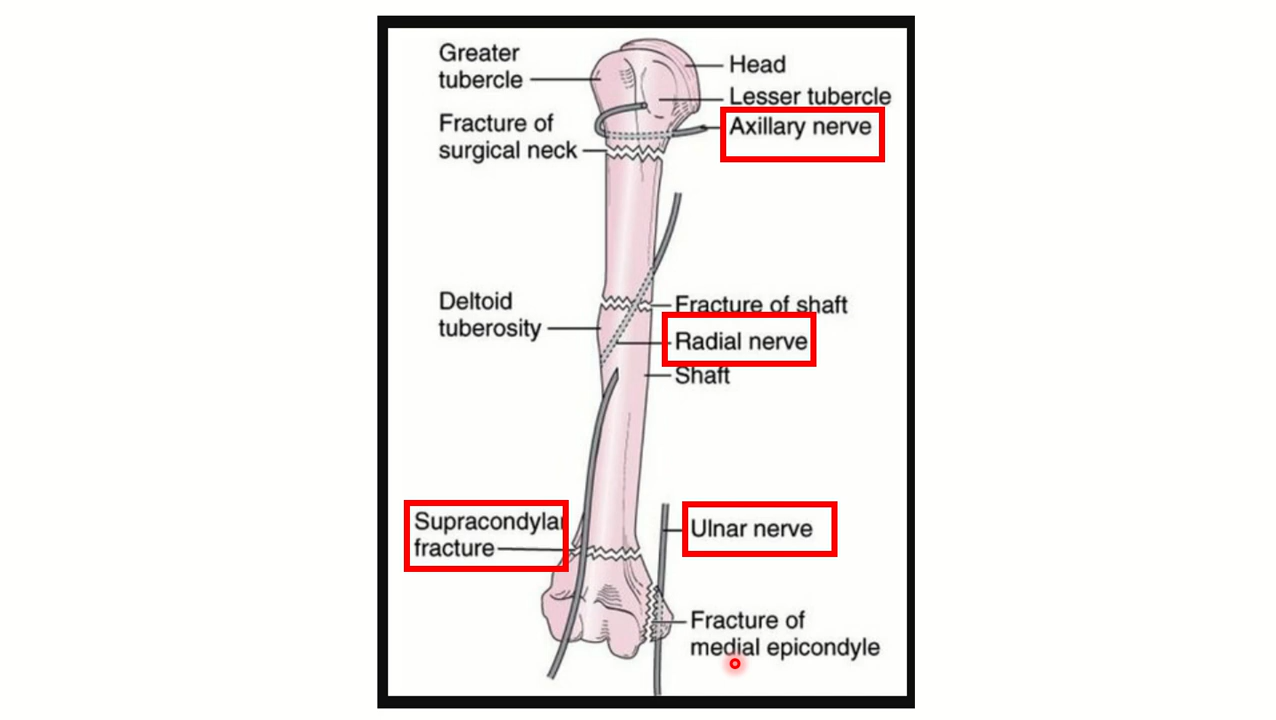 Greater
tubercle
Head
Lesser tubercle
Axillary nerve
Fracture of
surgical neck
Deltoid
tuberosity
Fracture of shaft
Radial nerve
Shaft
Supracondylar
fracture
Ulnar nerve
Fracture of
medial epicondyle